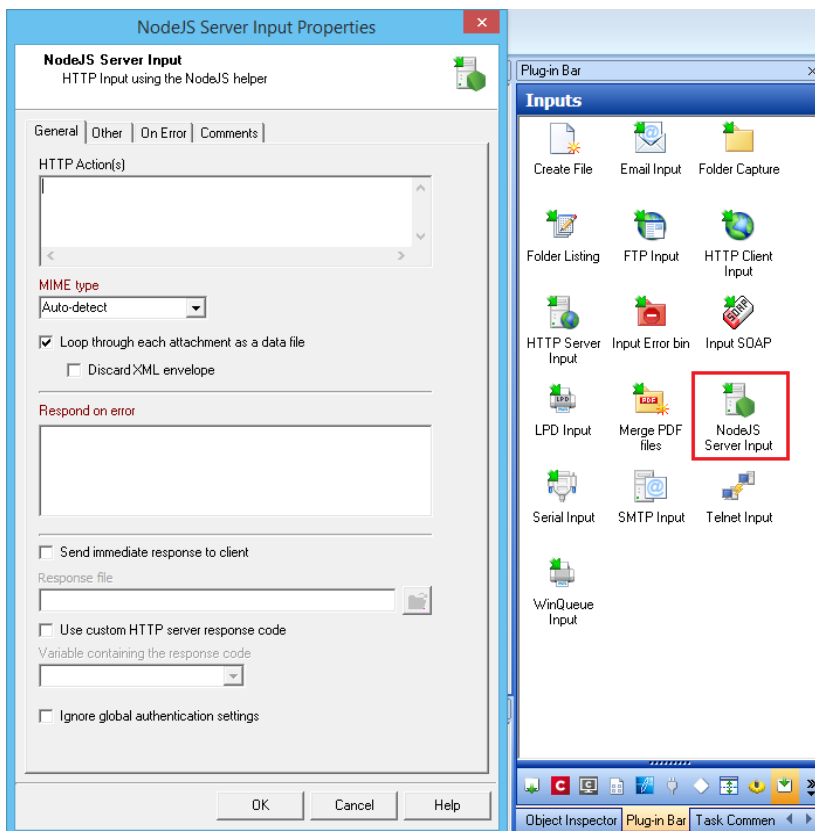 NodeJS Server Input Properties
NodeJS Server Input
HTTP Input using the NodeJS helper
General
Other
On Error
Comments
HTTP Action(s)
MIME type
Auto-detect
Loop through each attachment as a data file
Discard XML envelope
Respond on error
Send immediate response to client
Response file
Use custom HTTP server response code
Variable containing the response code
Ignore global authentication settings
OK
Cancel
Help
Plug-in Bar
Inputs
Create File
Email Input
Folder Capture
Folder Listing
FTP Input
HTTP Client
Input
HTTP Server
Input
Input Error bin
Input SOAP
LPD Input
Merge PDF
files
NodeJS
Server Input
Serial Input
SMTP Input
Telnet Input
WinQueue
Input
Object Inspector
Plug-in Bar
Task Commen